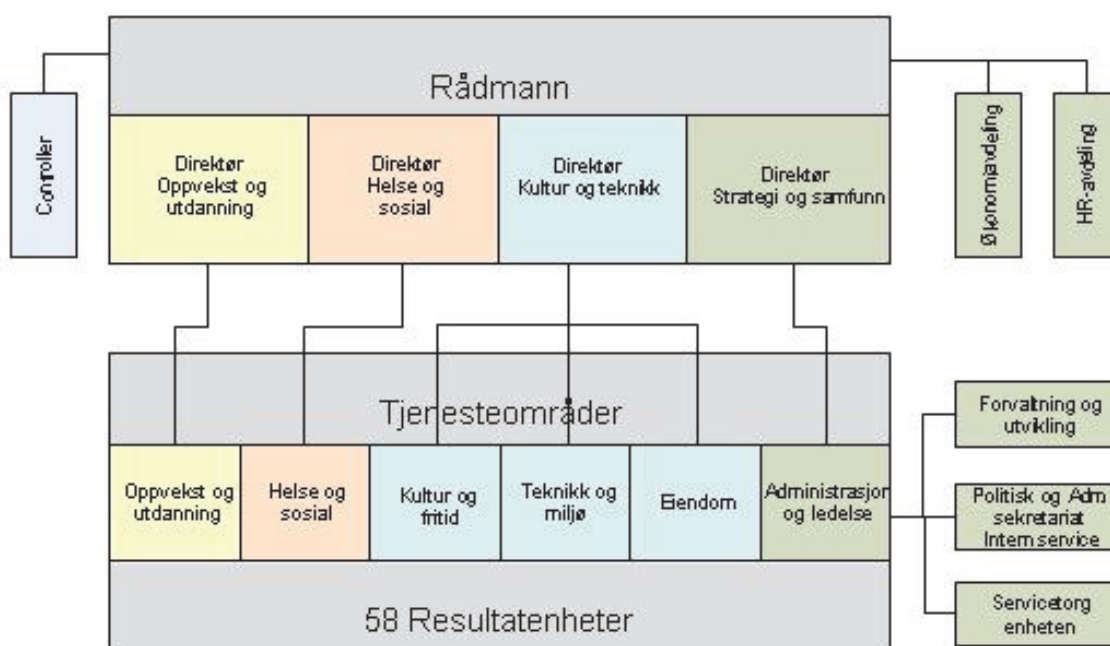 Rådmann
Controller
Direktør
Oppvekst og
utdanning
Direktør
Helse og
sosial
Direktør
Kultur og teknikk
Direktør
Strategi og samfunn
Økonomiavdeling
HR-avdeling
Tjenesteområder
Oppvekst og
utdanning
Helse og
sosial
Kultur og
fritid
Teknikk og
miljø
Eiendom
Administrasjon
og ledelse
58 Resultatenheter
Forvaltning og
utvikling
Politisk og Adm
sekretariat
Intern service
Servicetorg
enheten